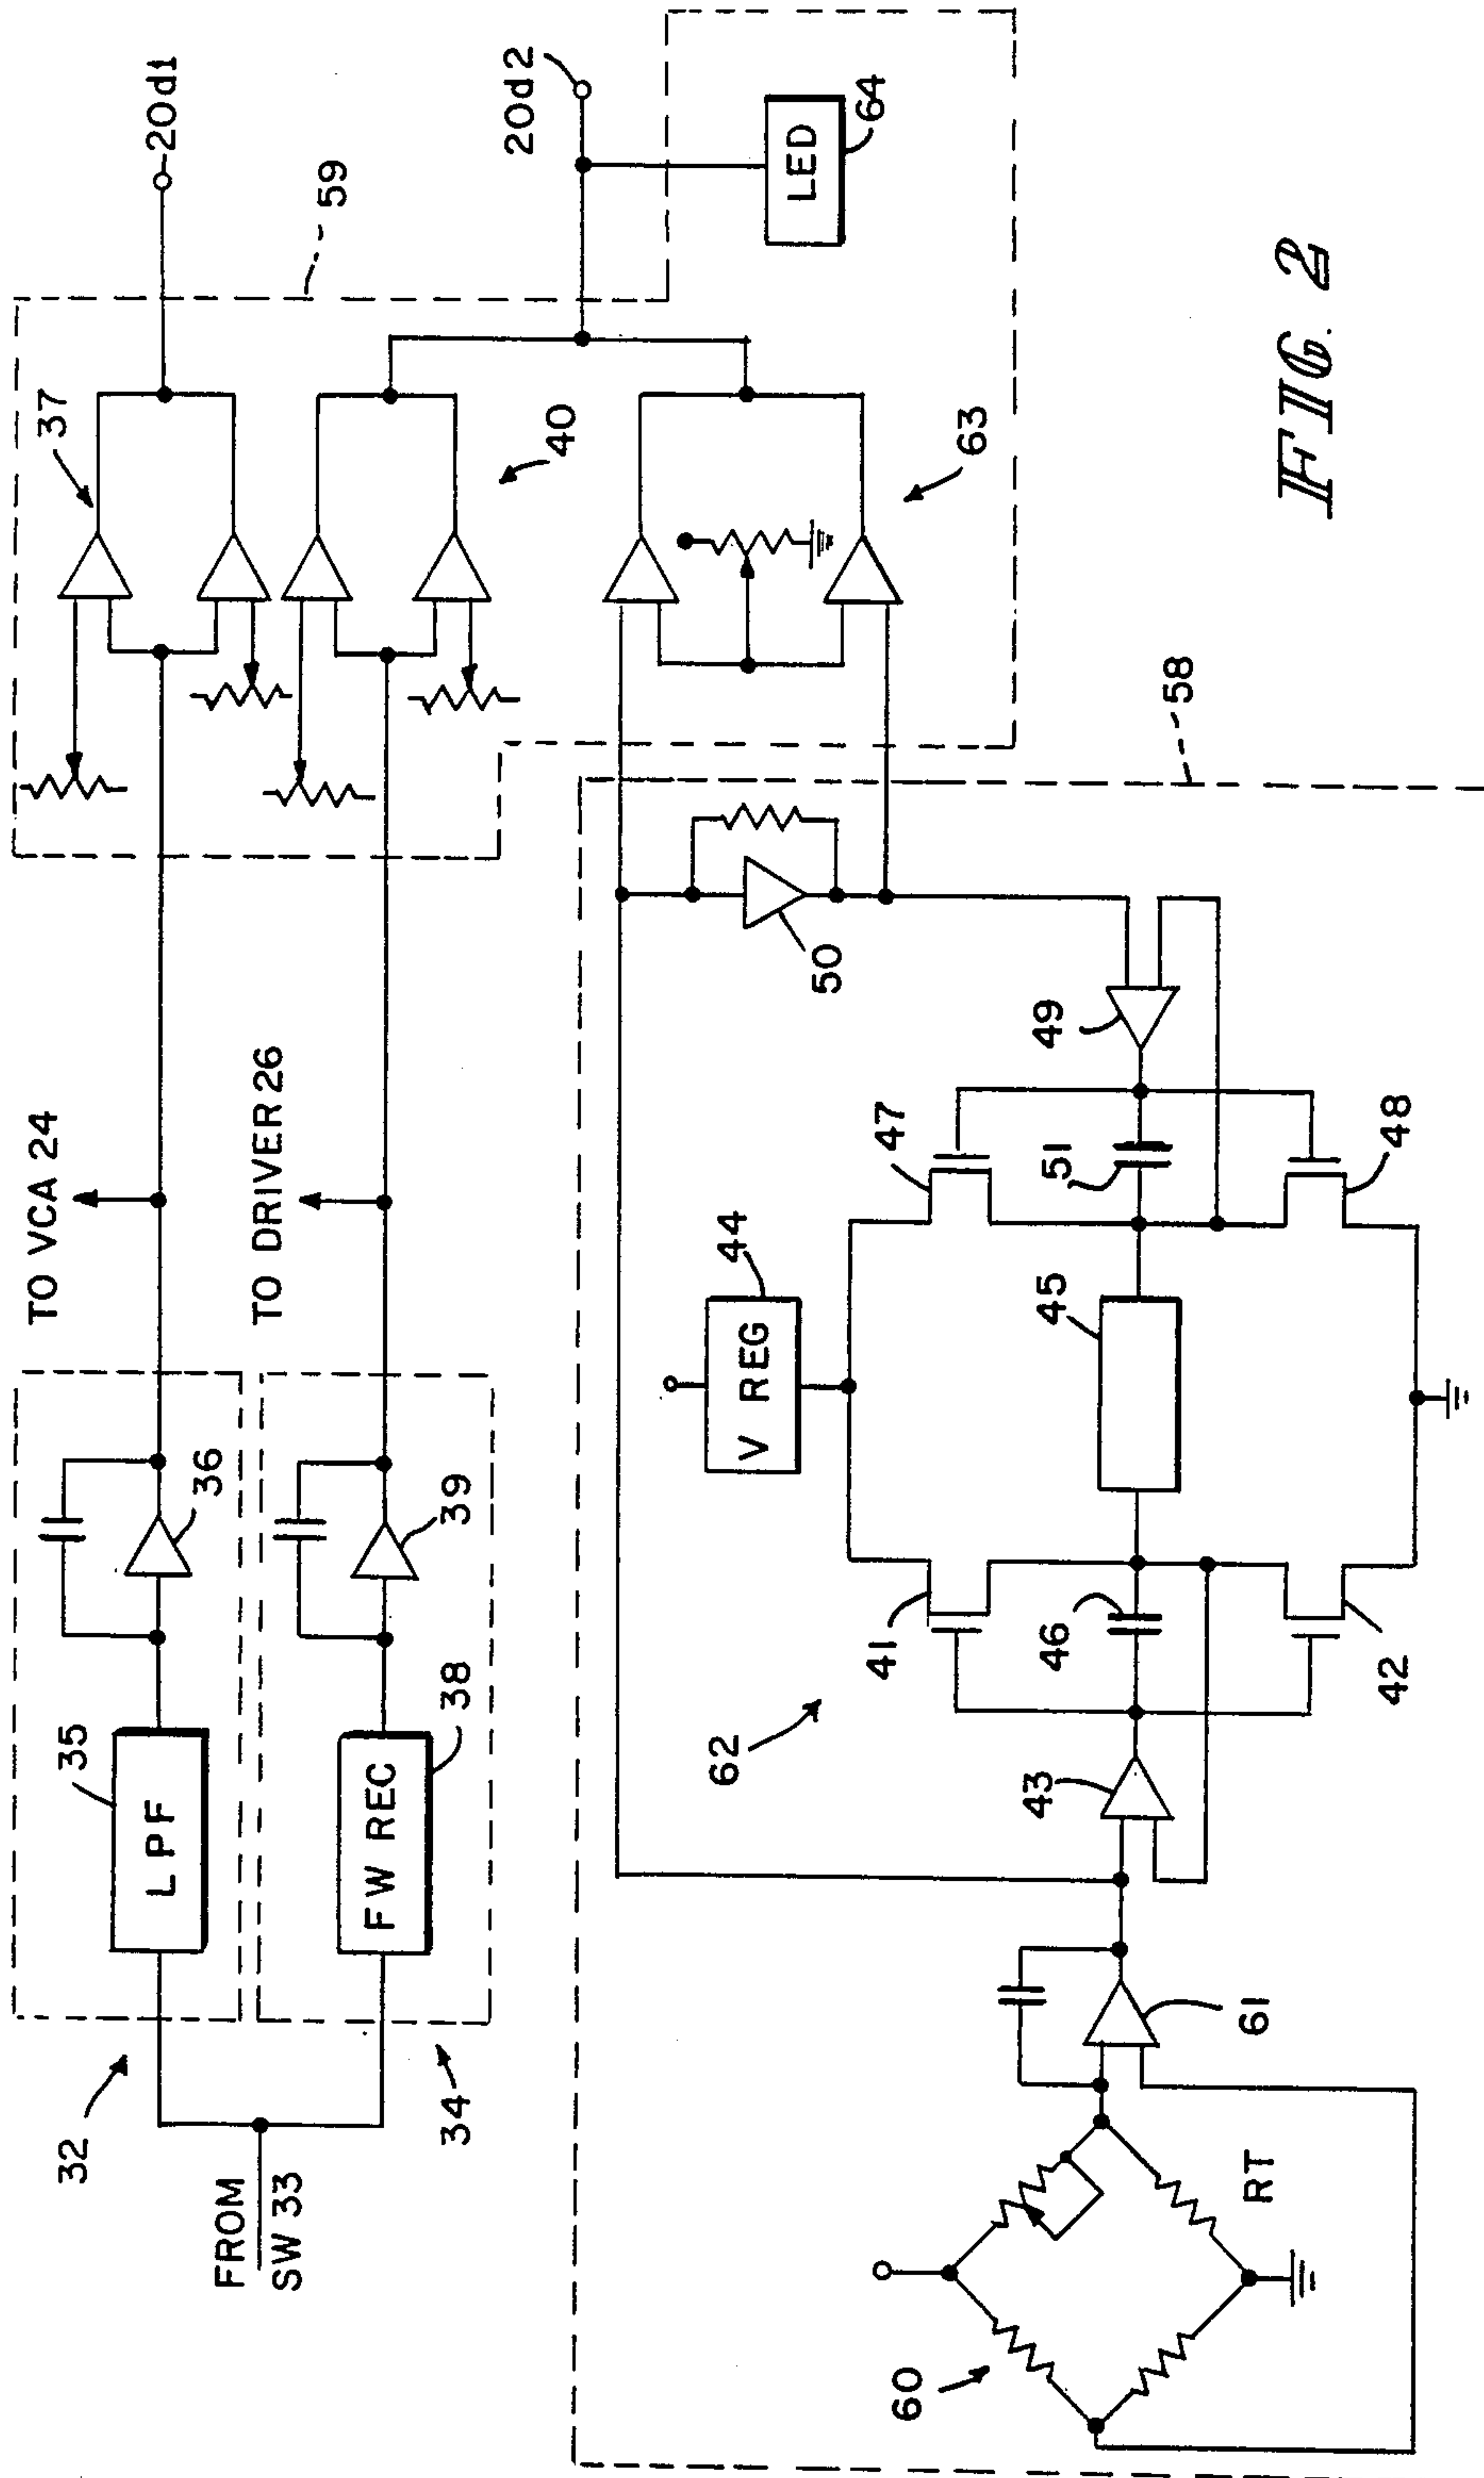 20d1
59
37
20d2
LED
64
40
63
TO VCA 24
TO DRIVER 26
58
50
49
36
39
35
LPF
38
FW REC
32
34
FROM
SW 33
44
V REG
47
51
48
45
41
46
42
62
43
61
RT
60
FIG. 2